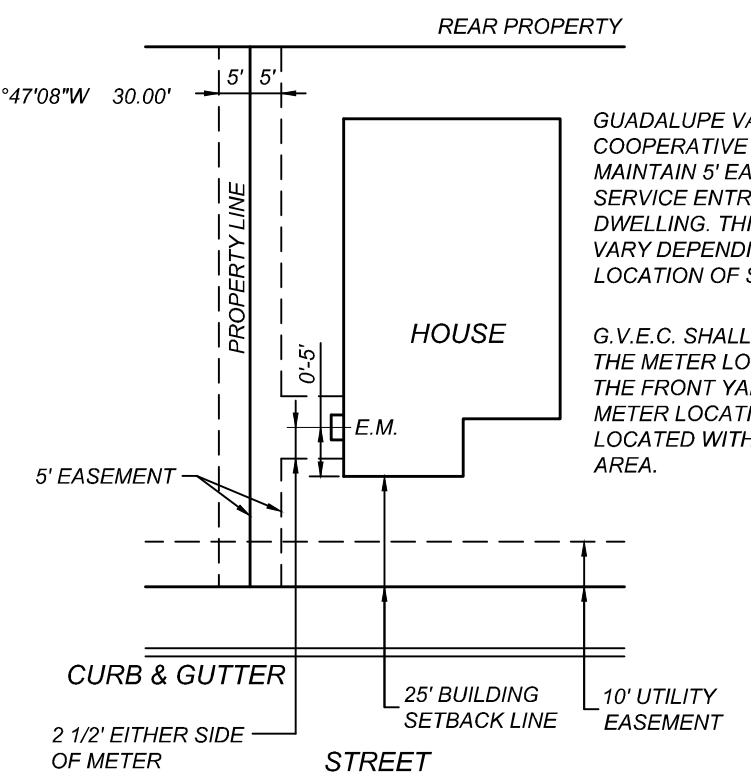 REAR PROPERTY
5' 5'
°47'08"W 30.00'
GUADALUPE VA
COOPERATIVE
MAINTAIN 5' EA
SERVICE ENTR
DWELLING. THI
VARY DEPENDI
LOCATION OF S
PROPERTY LINE
HOUSE
G.V.E.C. SHALL
THE METER LO
THE FRONT YA
METER LOCATI
LOCATED WITH
AREA.
0'-5'
E.M.
5' EASEMENT
CURB & GUTTER
25' BUILDING
SETBACK LINE
10' UTILITY
EASEMENT
2 1/2' EITHER SIDE
OF METER
STREET